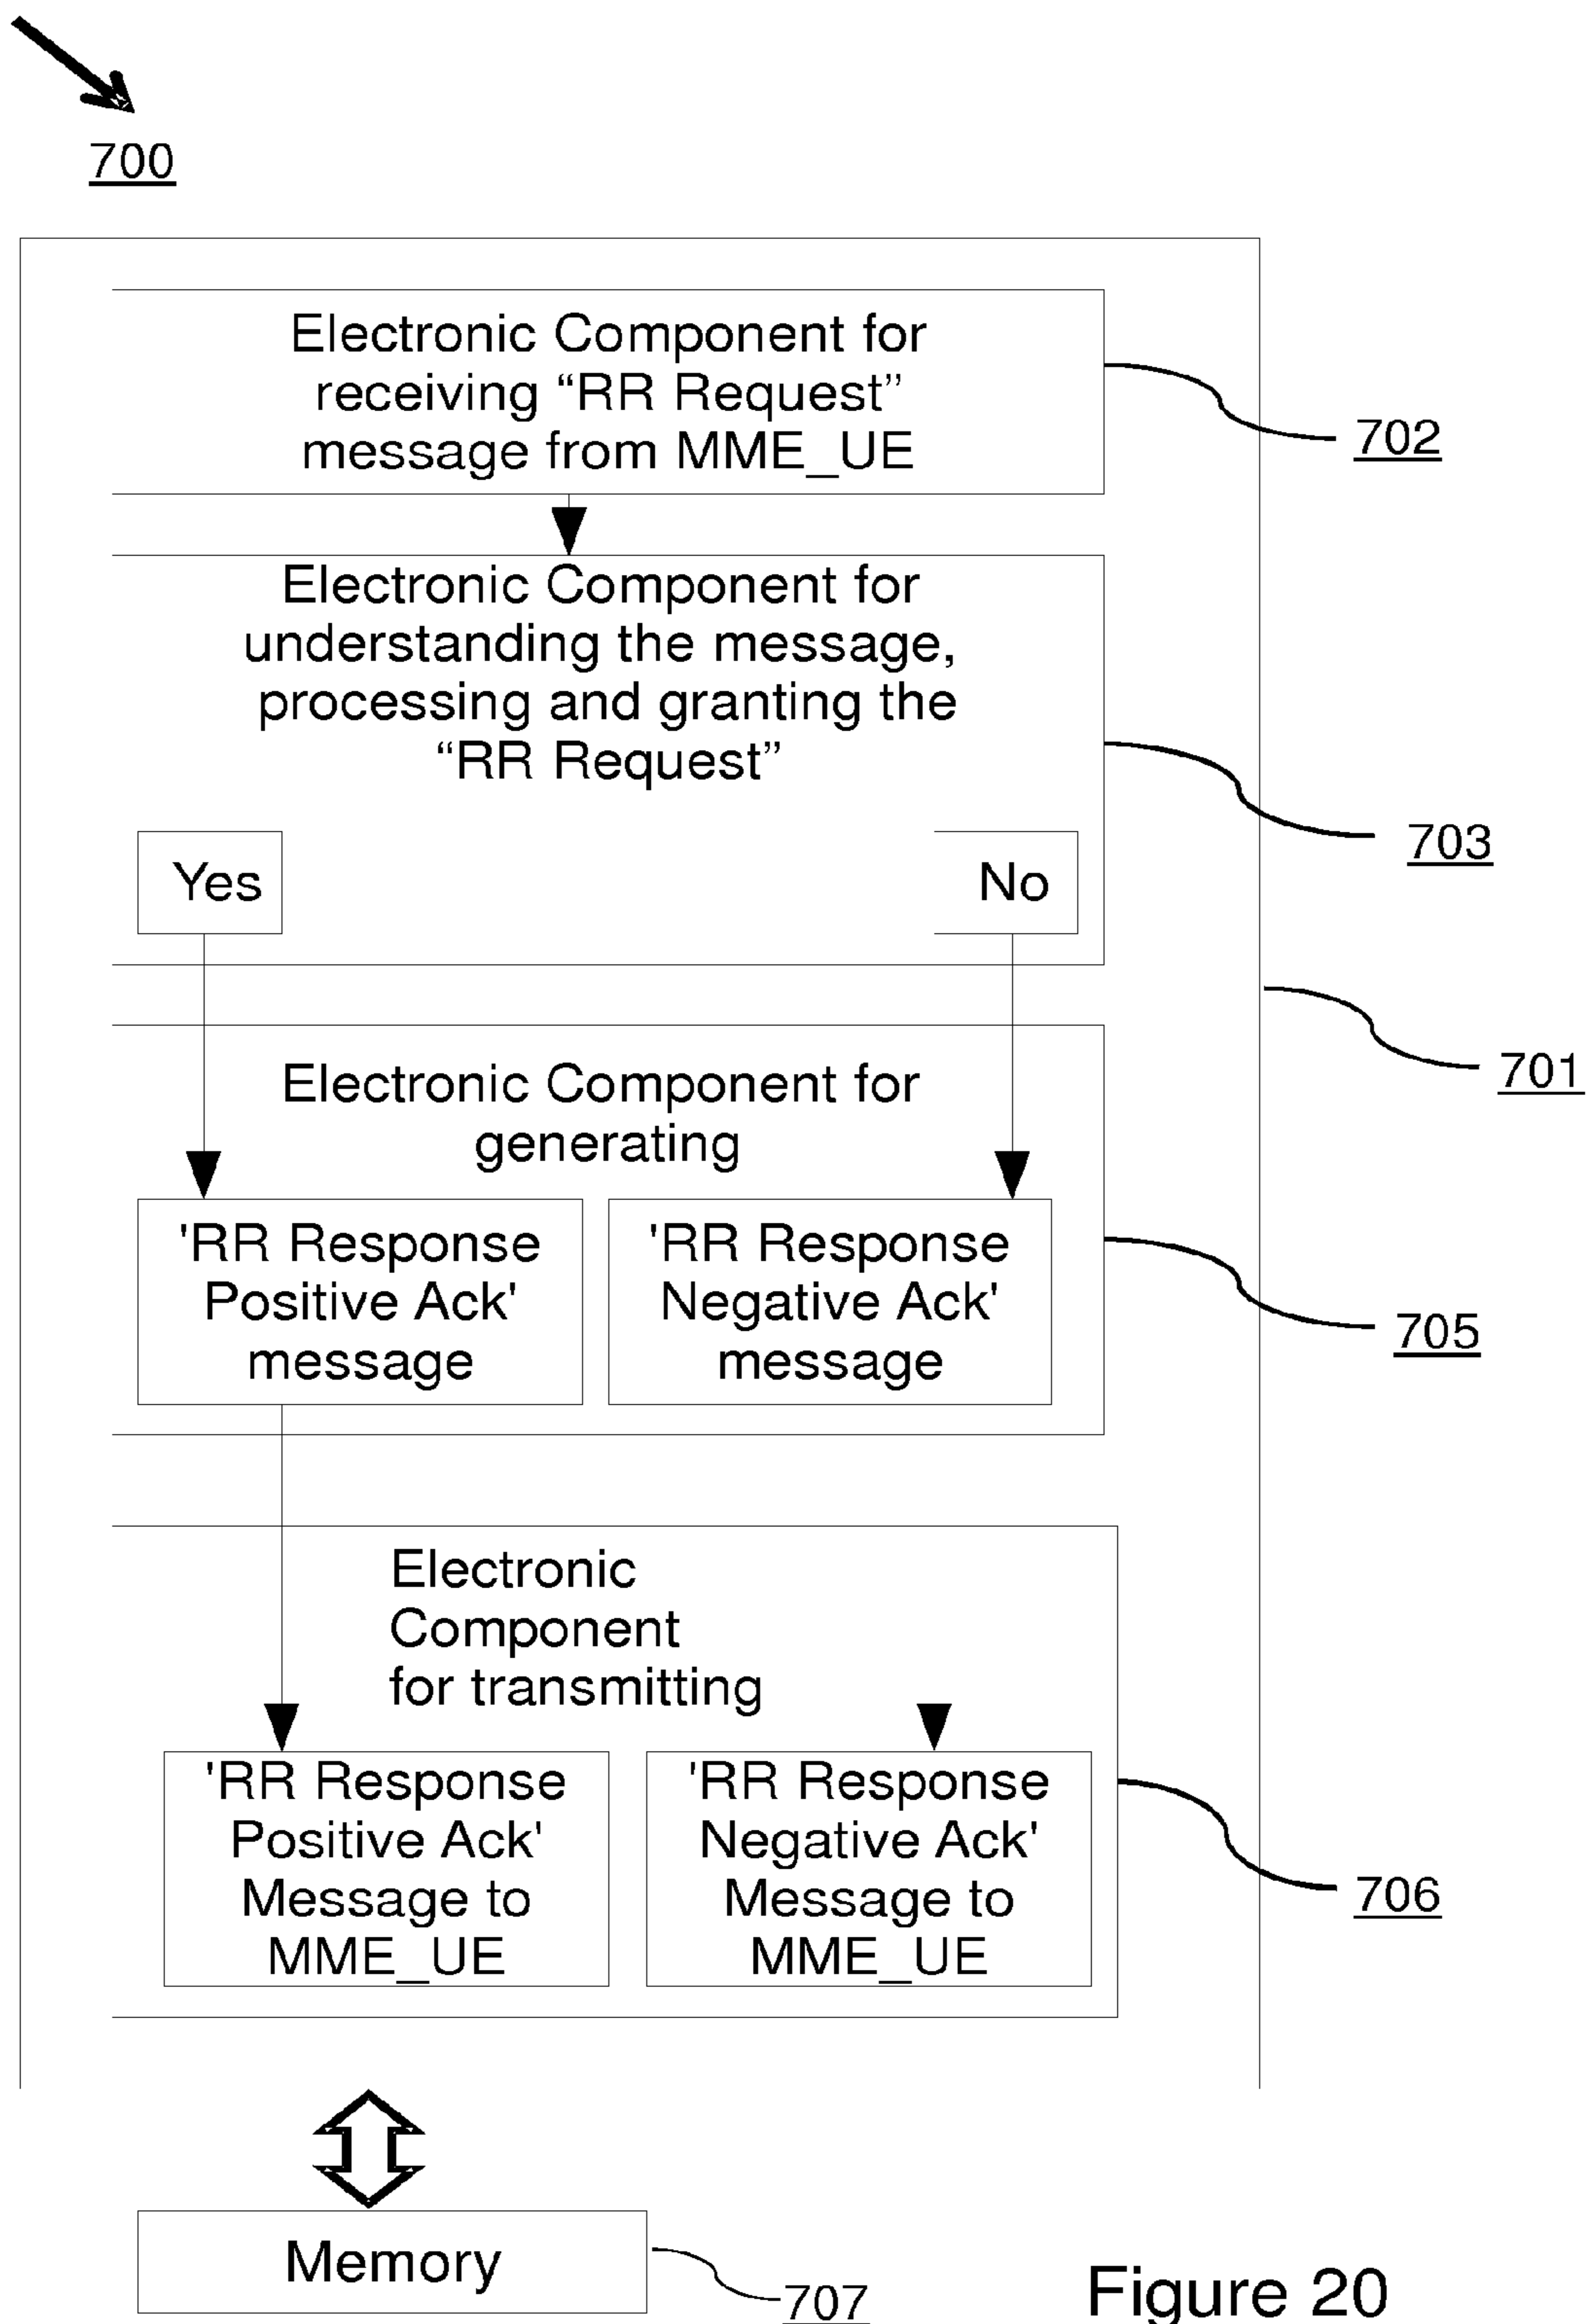 700
Electronic Component for
receiving “RR Request”
message from MME_UE
702
Electronic Component for
understanding the message,
processing and granting the
“RR Request”
703
Yes
No
701
Electronic Component for
generating
'RR Response
Positive Ack'
message
'RR Response
Negative Ack'
message
705
Electronic
Component
for transmitting
'RR Response
Positive Ack'
Message to
MME_UE
'RR Response
Negative Ack'
Message to
MME_UE
706
Memory
707
Figure 20